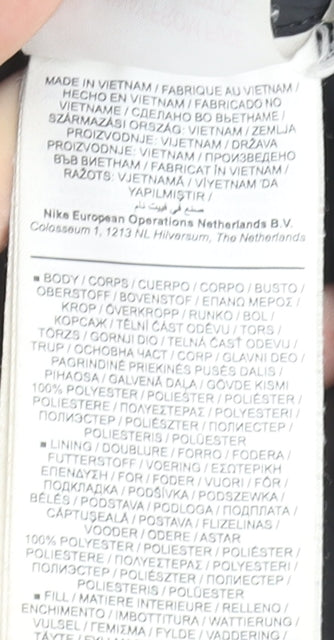 MADE IN VIETNAM / FABRIQUE AU VIETNAM /
HECHO EN VIETNAM / FABRICADO NO
VIETNAME / СДЕЛАНО ВО ВЬЕТНАМЕ /
SZÁRMAZÁSI ORSZÁG: VIETNAM / ZEMLJA
PROIZVODNJE: VIJETNAM / DRŽAVA
PROIZVODNJE: VIETNAM / ПРОИЗВЕДЕНО
ВЪВ ВИЕТНАМ / FABRICAT ÎN VIETNAM /
RAŽOTS: VJETNAMĀ / VİYETNAM 'DA
YAPILMIŞTIR /
صنع في فييت نام
Nike European Operations Netherlands B.V.
Colosseum 1, 1213 NL Hilversum, The Netherlands
■ BODY / CORPS / CUERPO / CORPO / BUSTO /
OBERSTOFF / BOVENSTOF / ΕΠΑΝΩ ΜΕΡΟΣ /
KROP / ÖVERKROPP / RUNKO / BOL /
КОРСАЖ / TĚLNÍ ČÁST ODĚVU / TORS /
TÖRZS / GORNJI DIO / TELNÁ ČASŤ ODEVU /
TRUP / ОСНОВНА ЧАСТ / CORP / GLAVNI DEO /
PAGRINDINĖ PRIEKINĖS PUSĖS DALIS /
PIHAOSA / GALVENĀ DAĻA / GÖVDE KISMI
100% POLYESTER / POLIESTER / POLIÉSTER /
POLIESTERE / ΠΟΛΥΕΣΤΕΡΑΣ / POLYESTERI /
ПОЛИЭСТЕР / POLIÉSZTER / ПОЛИЕСТЕР /
POLIESTERIS / POLÜESTER
■ LINING / DOUBLURE / FORRO / FODERA /
FUTTERSTOFF / VOERING / ΕΣΩΤΕΡΙΚΗ
ΕΠΕΝΔΥΣΗ / FOR / FODER / VUORI / FÔR /
ПОДКЛАДКА / PODŠÍVKA / PODSZEWKA /
BÉLÉS / PODSTAVA / PODLOGA / ПОДПЛАТА /
CĂPTUŞEALĂ / POSTAVA / FLIZELINAS /
VOODER / ODERE / ASTAR
100% POLYESTER / POLIESTER / POLIÉSTER /
POLIESTERE / ΠΟΛΥΕΣΤΕΡΑΣ / POLYESTERI /
ПОЛИЭСТЕР / POLIÉSZTER / ПОЛИЕСТЕР /
POLIESTERIS / POLÜESTER
■ FILL / MATIERE INTERIEURE / RELLENO /
ENCHIMENTO / IMBOTTITURA / WATTIERUNG /
VULSEL / ΓΕΜΙΣΜΑ / FYLDE / VADDERING /